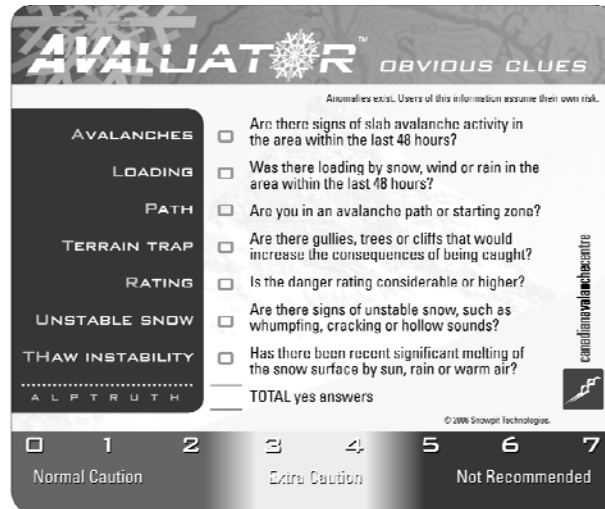 AVALUATOR™ OBVIOUS CLUES
Anomalies exist. Users of this information assume their own risk.
AVALANCHES
Are there signs of slab avalanche activity in
the area within the last 48 hours?
LOADING
Was there loading by snow, wind or rain in the
area within the last 48 hours?
PATH
Are you in an avalanche path or starting zone?
TERRAIN TRAP
Are there gullies, trees or cliffs that would
increase the consequences of being caught?
RATING
Is the danger rating considerable or higher?
UNSTABLE SNOW
Are there signs of unstable snow, such as
whumpfing, cracking or hollow sounds?
THAW INSTABILITY
Has there been recent significant melting of
the snow surface by sun, rain or warm air?
ALPTRUTH
TOTAL yes answers
canadianavalanchecentre
© 2006 Snowpit Technologies.
0 1 2 3 4 5 6 7
Normal Caution Extra Caution Not Recommended